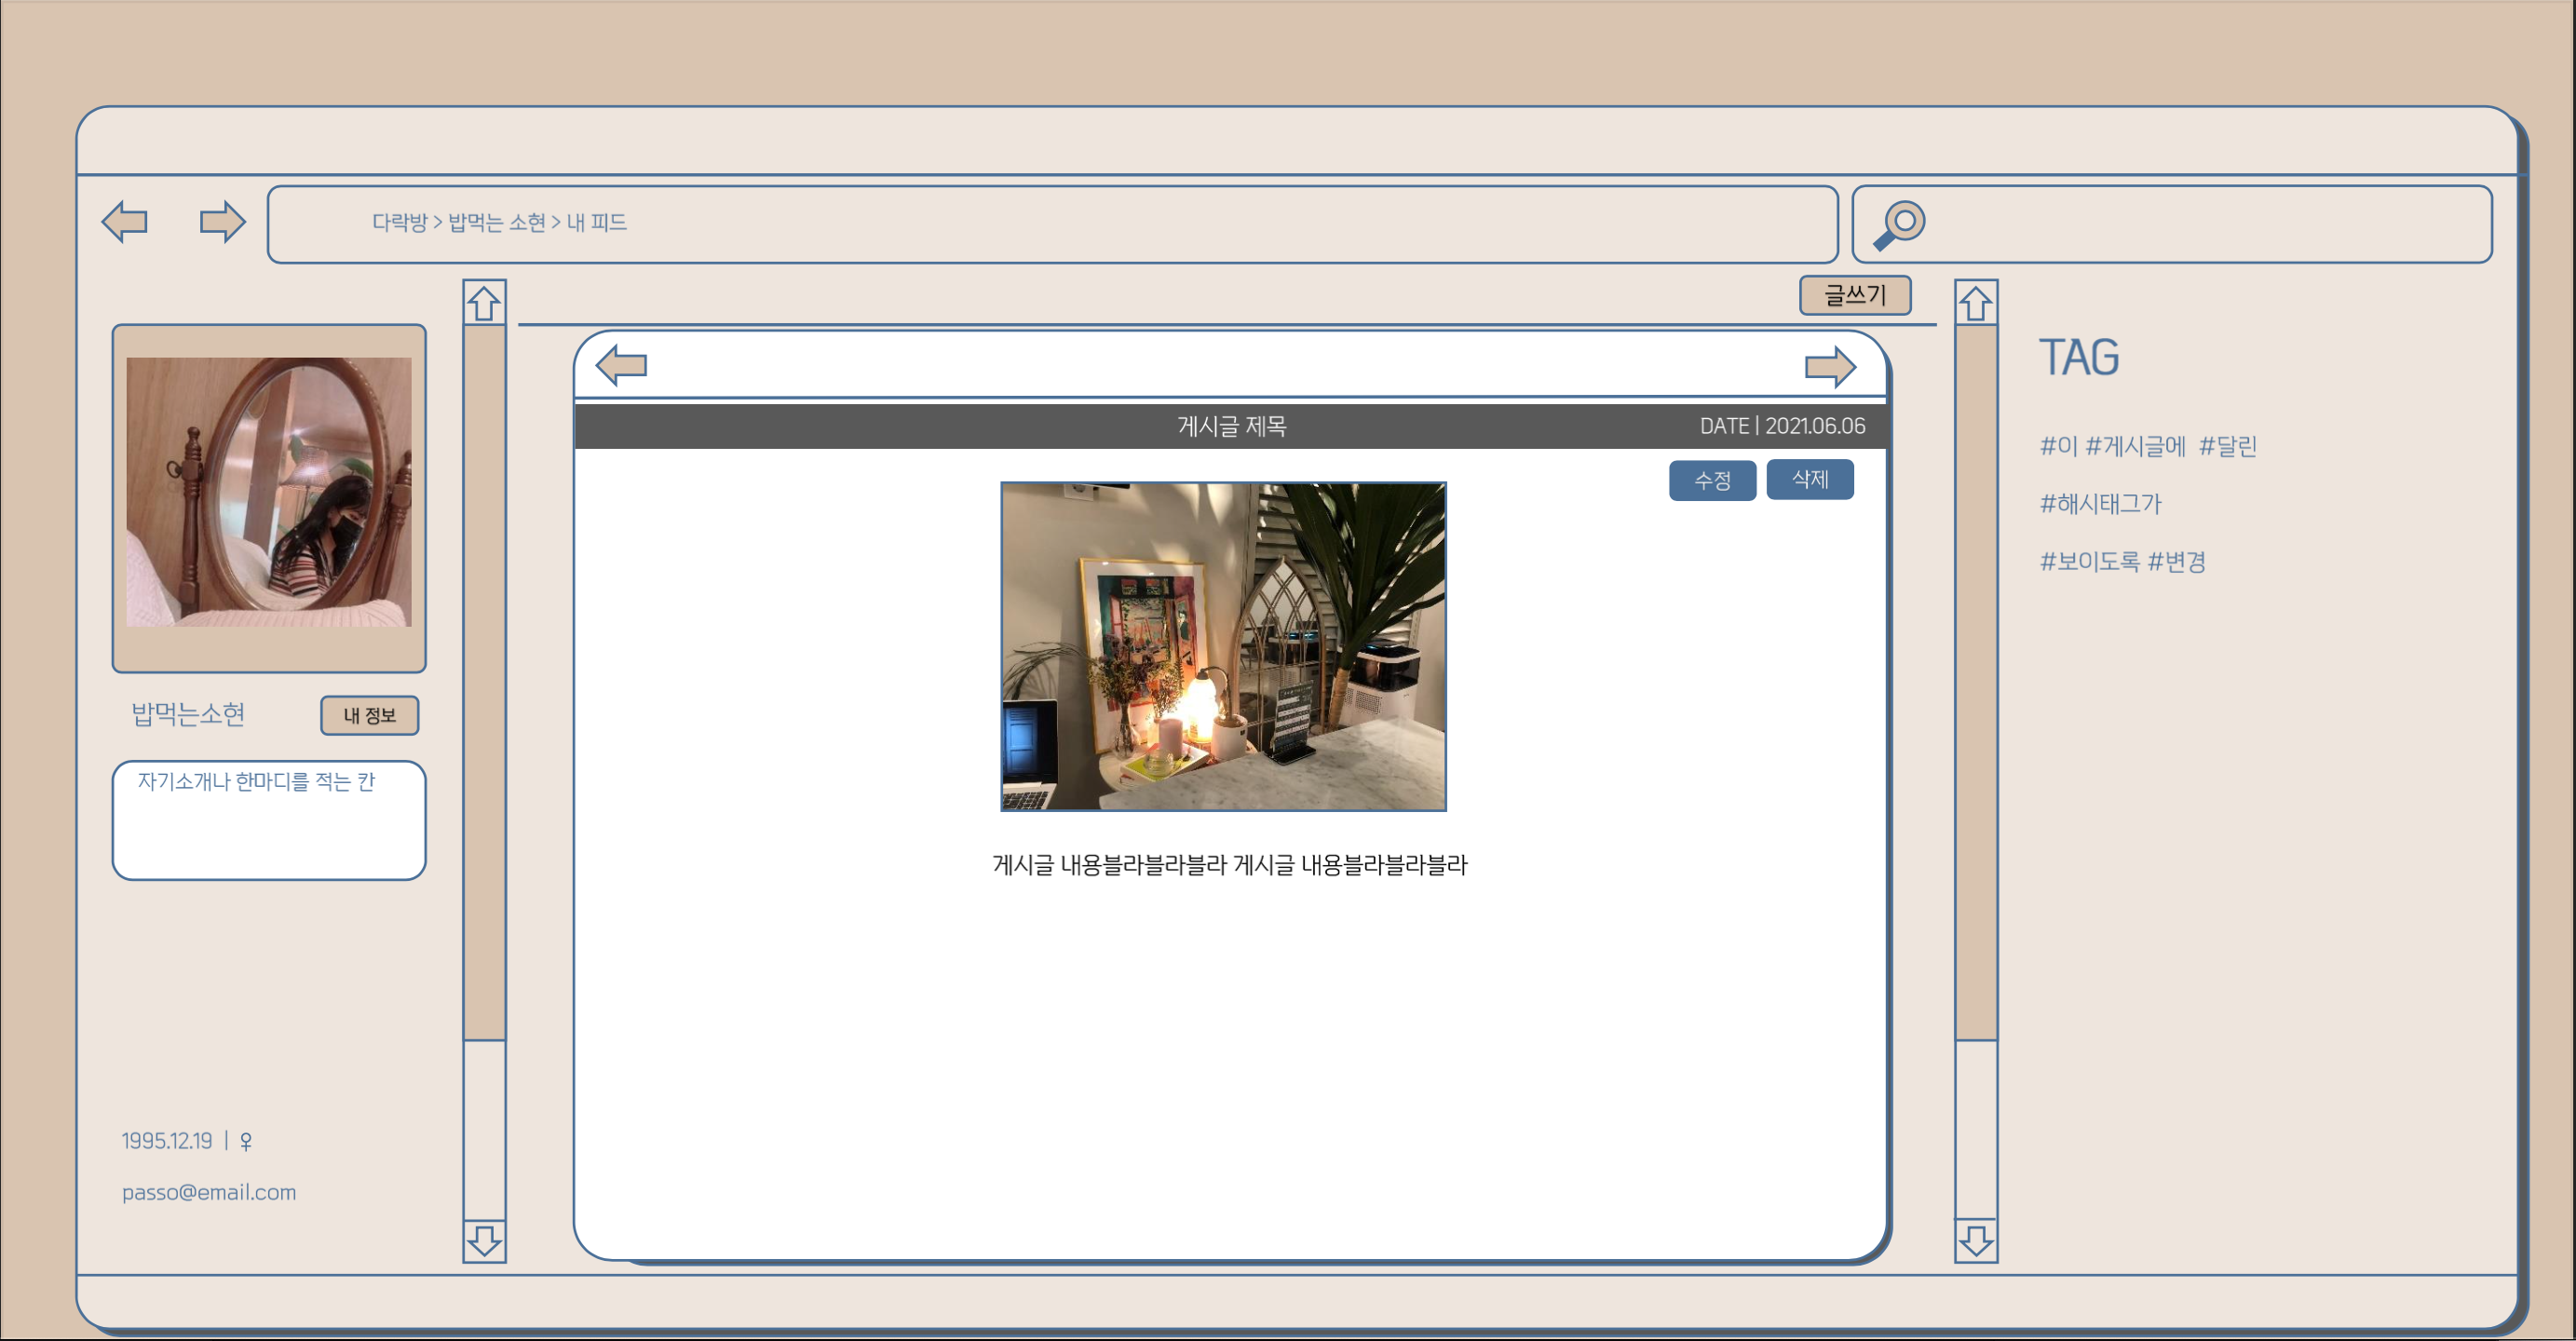 다락방 > 밥먹는 소현 > 내 피드
글쓰기
게시글 제목
DATE | 2021.06.06
수정
삭제
게시글 내용블라블라블라 게시글 내용블라블라블라
밥먹는소현
내 정보
자기소개나 한마디를 적는 칸
1995.12.19 | ♀
passo@email.com
TAG
#이 #게시글에 #달린
#해시태그가
#보이도록 #변경